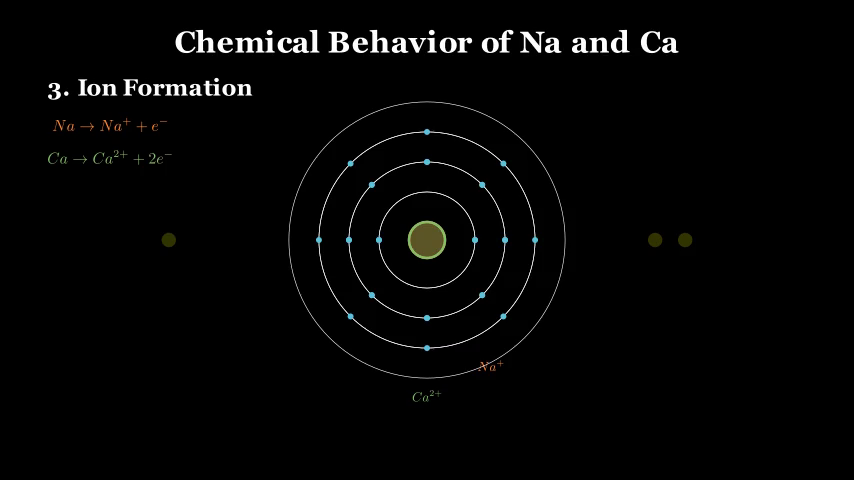 Chemical Behavior of Na and Ca
3. Ion Formation
Na → Na⁺ + e⁻
Ca → Ca²⁺ + 2e⁻
Na⁺
Ca²⁺